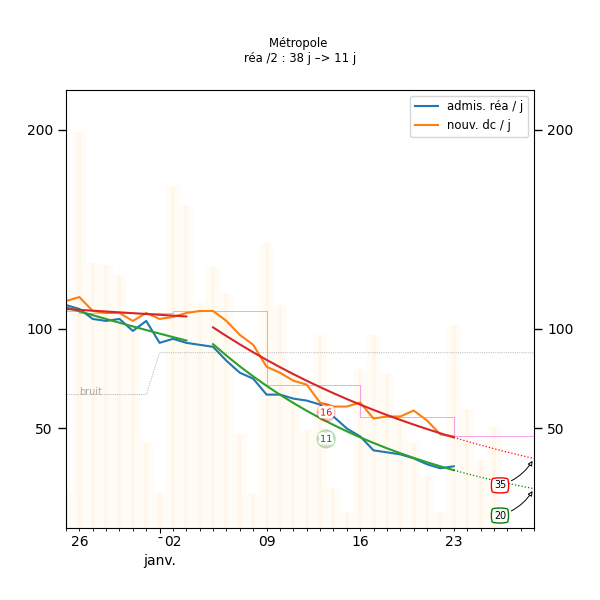 Métropole
réa /2 : 38 j –> 11 j
admis. réa / j
nouv. dc / j
200
200
100
100
bruit
16
11
50
50
35
20
26
02
09
16
23
janv.